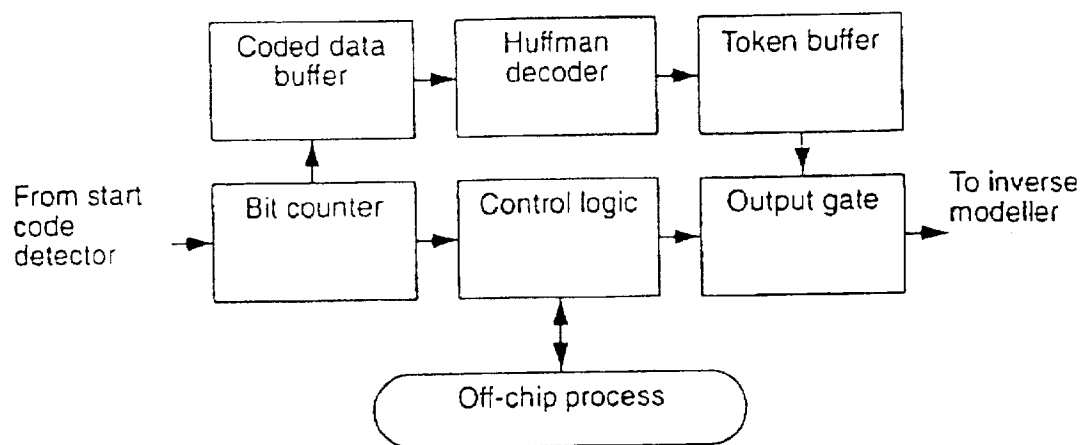 Coded data
buffer
Huffman
decoder
Token buffer
From start
code
detector
Bit counter
Control logic
Output gate
To inverse
modeller
Off-chip process